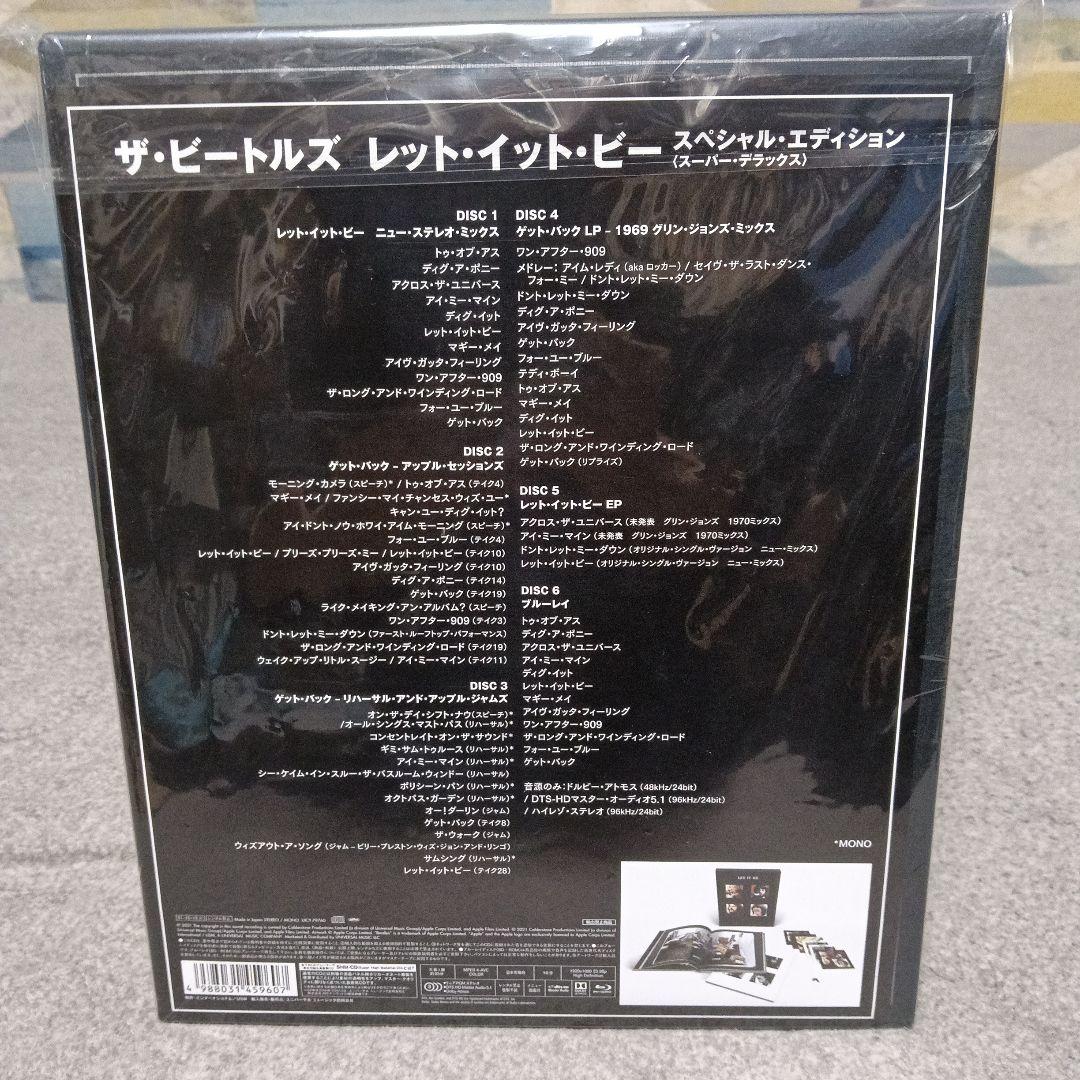 ザ・ビートルズ レット・イット・ビー スペシャル・エディション
(スーパー・デラックス)
DISC 1
レット・イット・ビー ニュー・ステレオ・ミックス
トゥ・オブ・アス
ディグ・ア・ポニー
アクロス・ザ・ユニバース
アイ・ミー・マイン
ディグ・イット
レット・イット・ビー
マギー・メイ
アイヴ・ガッタ・フィーリング
ワン・アフター・909
ザ・ロング・アンド・ワインディング・ロード
フォー・ユー・ブルー
ゲット・バック
DISC 2
ゲット・バック – アップル・セッションズ
モーニング・カメラ (スピーチ)* / トゥ・オブ・アス (テイク4)
マギー・メイ / ファンシー・マイ・チャンセス・ウィズ・ユー*
キャン・ユー・ディグ・イット?
アイ・ドント・ノウ・ホワイ・アイム・モーニング (スピーチ)*
フォー・ユー・ブルー (テイク4)
レット・イット・ビー / プリーズ・プリーズ・ミー / レット・イット・ビー (テイク10)
アイヴ・ガッタ・フィーリング (テイク10)
ディグ・ア・ポニー (テイク14)
ゲット・バック (テイク19)
ライク・メイキング・アン・アルバム? (スピーチ)
ワン・アフター・909 (テイク3)
ドント・レット・ミー・ダウン (ファースト・ルーフトップ・パフォーマンス)
ザ・ロング・アンド・ワインディング・ロード (テイク19)
ウェイク・アップ・リトル・スージー / アイ・ミー・マイン (テイク11)
DISC 3
ゲット・バック – リハーサル・アンド・アップル・ジャムズ
オン・ザ・デイ・シフト・ナウ(スピーチ)*
/オール・シングス・マスト・パス (リハーサル)*
コンセントレイト・オン・ザ・サウンド*
ギミ・サム・トゥルース (リハーサル)*
アイ・ミー・マイン (リハーサル)*
シー・ケイム・イン・スルー・ザ・バスルーム・ウィンドー (リハーサル)
ポリシーン・パン (リハーサル)*
オクトパス・ガーデン (リハーサル)*
オー!ダーリン (ジャム)
ゲット・バック (テイク8)
ザ・ウォーク (ジャム)
ウィズアウト・ア・ソング (ジャム – ビリー・プレストン・ウィズ・ジョン・アンド・リンゴ)
サムシング (リハーサル)*
レット・イット・ビー (テイク28)
DISC 4
ゲット・バック LP – 1969 グリン・ジョンズ・ミックス
ワン・アフター・909
メドレー: アイム・レディ (aka ロッカー) / セイヴ・ザ・ラスト・ダンス・
フォー・ミー / ドント・レット・ミー・ダウン
ドント・レット・ミー・ダウン
ディグ・ア・ポニー
アイヴ・ガッタ・フィーリング
ゲット・バック
フォー・ユー・ブルー
テディ・ボーイ
トゥ・オブ・アス
マギー・メイ
ディグ・イット
レット・イット・ビー
ザ・ロング・アンド・ワインディング・ロード
ゲット・バック (リプライズ)
DISC 5
レット・イット・ビー EP
アクロス・ザ・ユニバース (未発表 グリン・ジョンズ 1970ミックス)
アイ・ミー・マイン (未発表 グリン・ジョンズ 1970ミックス)
ドント・レット・ミー・ダウン (オリジナル・シングル・ヴァージョン ニュー・ミックス)
レット・イット・ビー (オリジナル・シングル・ヴァージョン ニュー・ミックス)
DISC 6
ブルーレイ
トゥ・オブ・アス
ディグ・ア・ポニー
アクロス・ザ・ユニバース
アイ・ミー・マイン
ディグ・イット
レット・イット・ビー
マギー・メイ
アイヴ・ガッタ・フィーリング
ワン・アフター・909
ザ・ロング・アンド・ワインディング・ロード
フォー・ユー・ブルー
ゲット・バック
音源のみ:ドルビー・アトモス (48kHz/24bit)
/ DTS-HDマスター・オーディオ5.1 (96kHz/24bit)
/ ハイレゾ・ステレオ (96kHz/24bit)
*MONO
LET IT BE
Made in Japan STEREO / MONO
4 988031 459607
MPEG 4-AVC
COLOR
High Definition